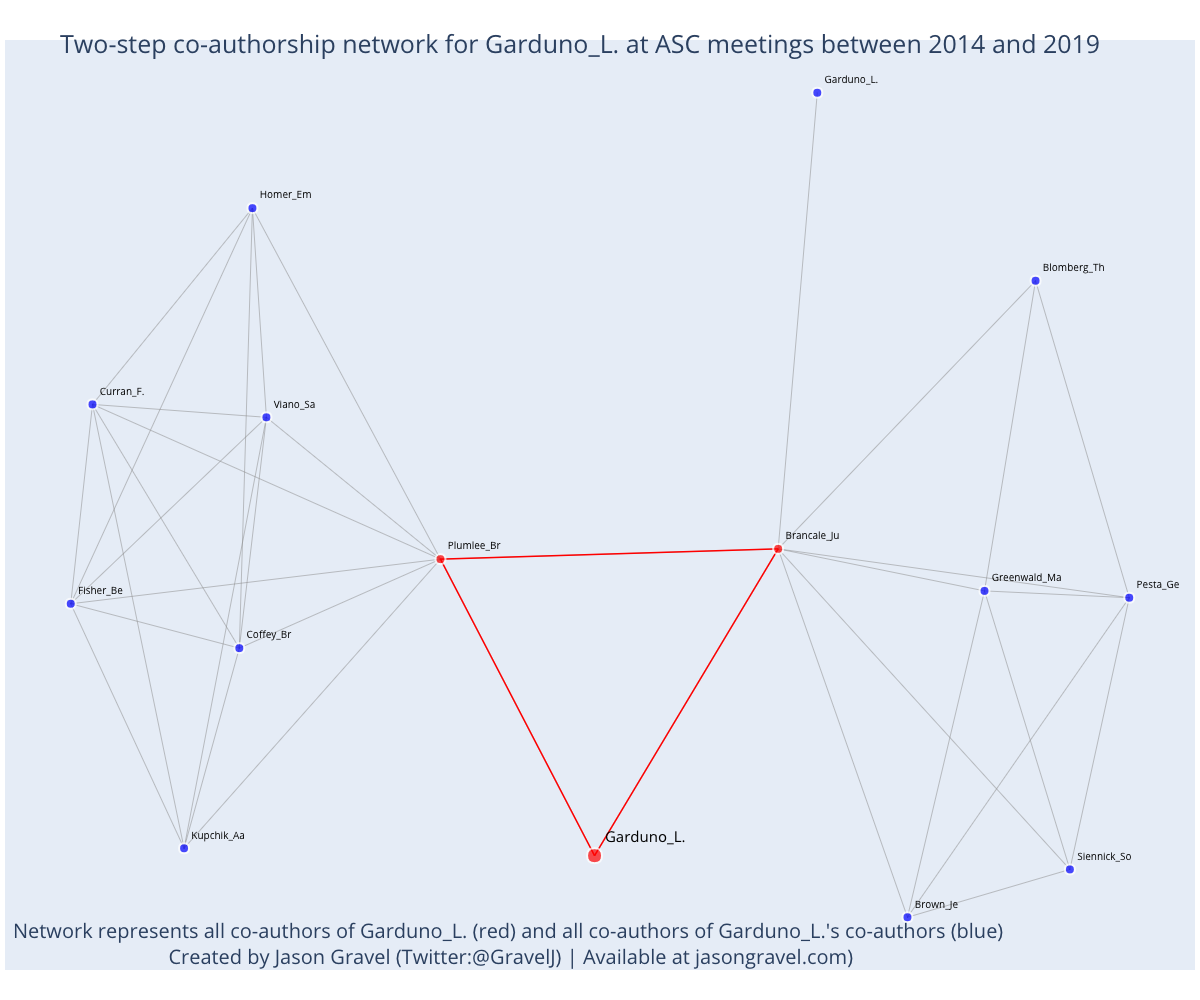 Two-step co-authorship network for Garduno_L. at ASC meetings between 2014 and 2019
Garduno_L.
Homer_Em
Blomberg_Th
Curran_F.
Viano_Sa
Brancale_Ju
Plumlee_Br
Greenwald_Ma
Pesta_Ge
Fisher_Be
Coffey_Br
Kupchik_Aa
Garduno_L.
Siennick_So
Brown_Je
Network represents all co-authors of Garduno_L. (red) and all co-authors of Garduno_L.'s co-authors (blue)
Created by Jason Gravel (Twitter:@GravelJ) | Available at jasongravel.com)